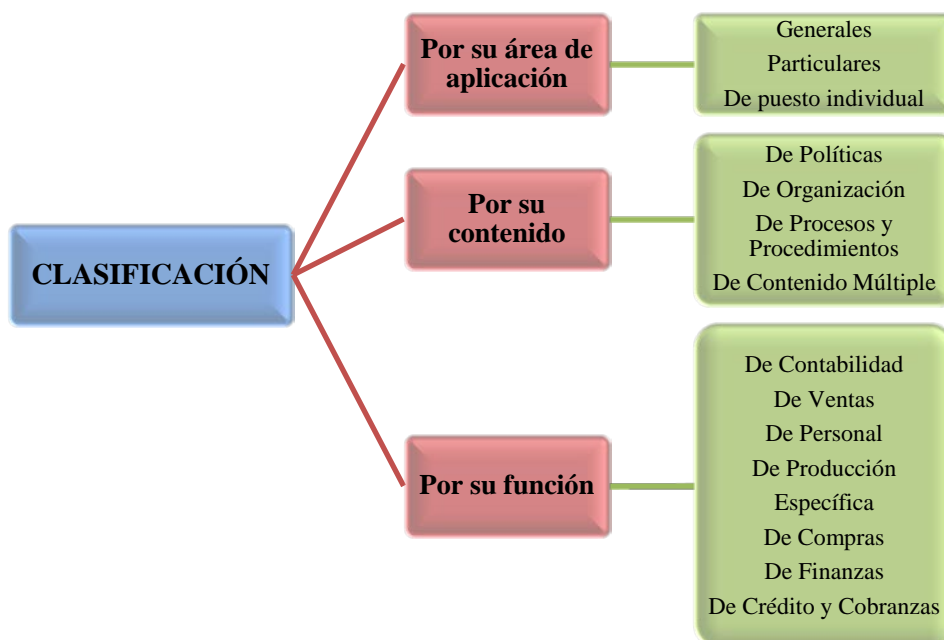 CLASIFICACIÓN
Por su área de
aplicación
Generales
Particulares
De puesto individual
Por su
contenido
De Políticas
De Organización
De Procesos y
Procedimientos
De Contenido Múltiple
Por su función
De Contabilidad
De Ventas
De Personal
De Producción
Específica
De Compras
De Finanzas
De Crédito y Cobranzas